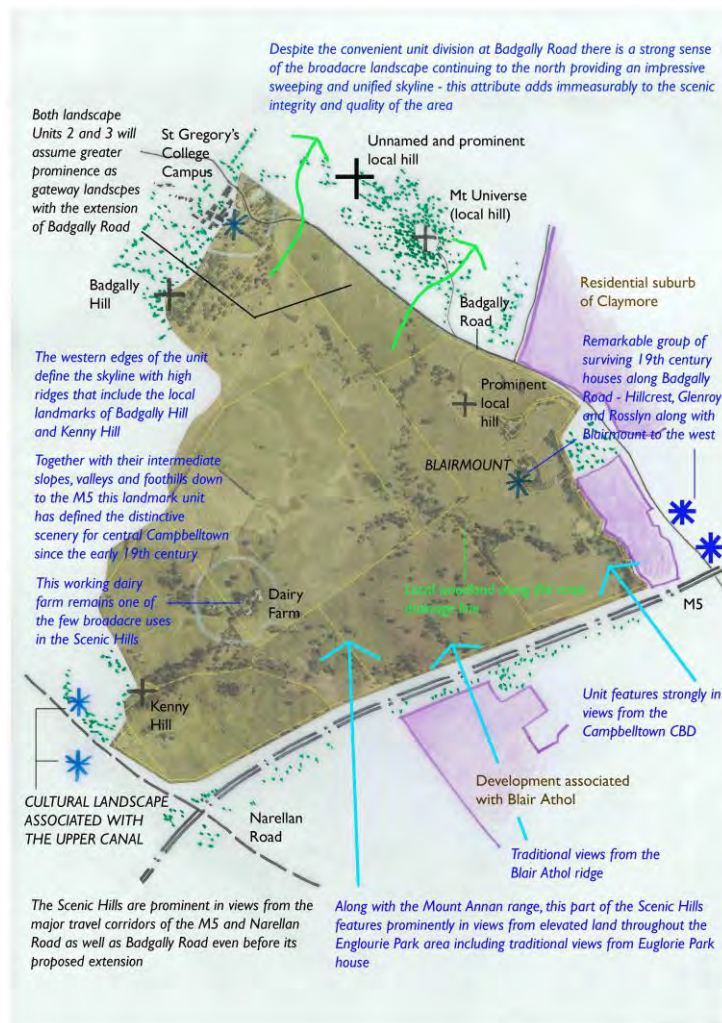 Despite the convenient unit division at Badgally Road there is a strong sense
of the broadacre landscape continuing to the north providing an impressive
sweeping and unified skyline - this attribute adds immeasurably to the scenic
integrity and quality of the area
Both landscape
Units 2 and 3 will
assume greater
prominence as
gateway landscpes
with the extension
of Badgally Road
St Gregory's
College
Campus
Unnamed and prominent
local hill
Mt Universe
(local hill)
Badgally
Hill
Badgally
Road
Residential suburb
of Claymore
The western edges of the unit
define the skyline with high
ridges that include the local
landmarks of Badgally Hill
and Kenny Hill
Prominent
local
hill
Remarkable group of
surviving 19th century
houses along Badgally
Road - Hillcrest, Glenroy
and Rosslyn along with
Blairmount to the west
BLAIRMOUNT
Together with their intermediate
slopes, valleys and foothills down
to the M5 this landmark unit
has defined the distinctive
scenery for central Campbelltown
since the early 19th century
This working dairy
farm remains one of
the few broadacre uses
in the Scenic Hills
Dairy
Farm
Local woodland along the main
drainage line
M5
Kenny
Hill
Unit features strongly in
views from the
Campbelltown CBD
CULTURAL LANDSCAPE
ASSOCIATED WITH
THE UPPER CANAL
Narellan
Road
Development associated
with Blair Athol
Traditional views from the
Blair Athol ridge
The Scenic Hills are prominent in views from the
major travel corridors of the M5 and Narellan
Road as well as Badgally Road even before its
proposed extension
Along with the Mount Annan range, this part of the Scenic Hills
features prominently in views from elevated land throughout the
Englourie Park area including traditional views from Euglorie Park
house